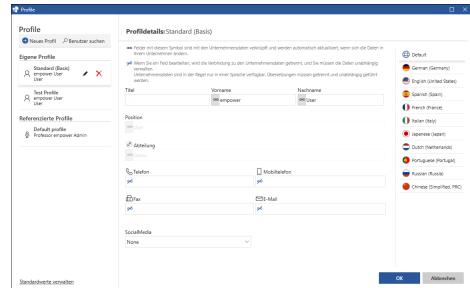 Profile
Profile
Neues Profil Benutzer suchen
Eigene Profile
Standard (Basis)
empower User
User
Test Profile
empower User
User
Referenzierte Profile
Default profile
Professor empower Admin
Standardwerte verwalten
Profildetails: Standard (Basis)
Felder mit diesem Symbol sind mit den Unternehmensdaten verknüpft und werden automatisch aktualisiert, wenn sich die Daten in
Ihrem Unternehmen ändern.
Wenn Sie ein Feld bearbeiten, wird die Verbindung zu den Unternehmensdaten getrennt, und Sie müssen die Daten unabhängig
verwalten.
Unternehmensdaten sind in der Regel nur in einer Sprache verfügbar. Übersetzungen müssen getrennt und unabhängig geführt
werden.
Titel Vorname Nachname
empower User
Position
Abteilung
Telefon Mobiltelefon
Fax E-Mail
SocialMedia
None
Default
German (Germany)
English (United States)
Spanish (Spain)
French (France)
Italian (Italy)
Japanese (Japan)
Dutch (Netherlands)
Portuguese (Portugal)
Russian (Russia)
Chinese (Simplified, PRC)
OK Abbrechen